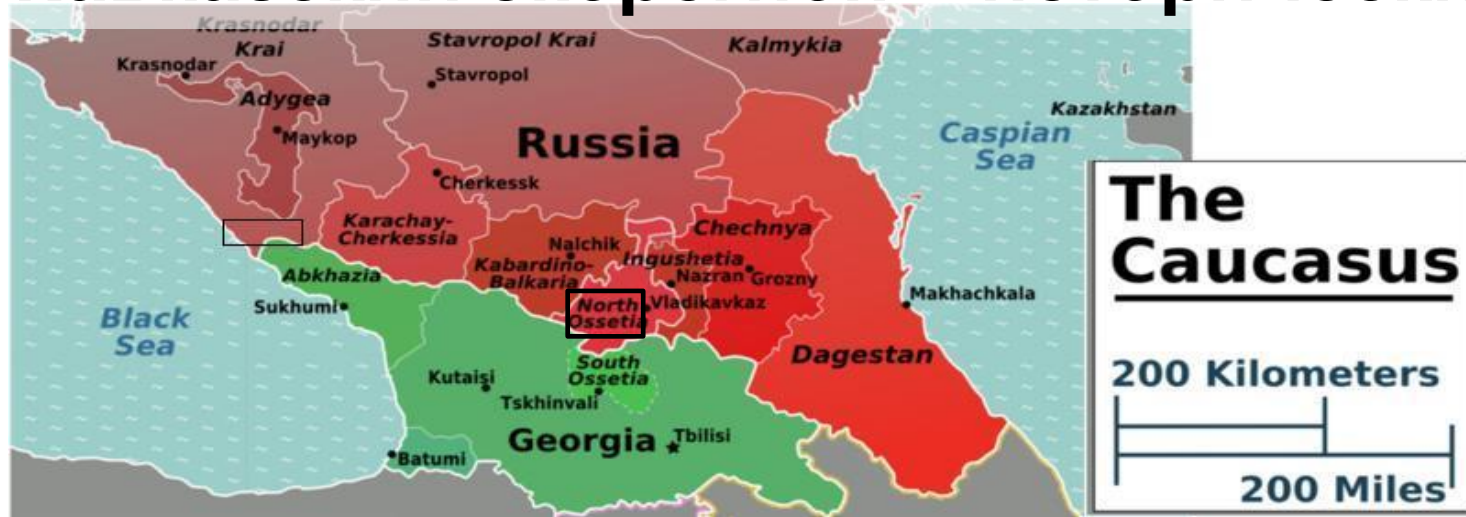 Krasnodar
Krai
Stavropol Krai
Kalmykia
Krasnodar
Stavropol
Adygea
Maykop
Russia
Kazakhstan
Caspian
Sea
Cherkessk
Karachay-
Cherkessia
Chechnya
Nalchik
Ingushetia
Kabardino-
Balkaria
Nazran
Grozny
Abkhazia
Sukhumi
North
Ossetia
Vladikavkaz
Makhachkala
Black
Sea
South
Ossetia
Dagestan
Kutaisi
Tskhinvali
Georgia
Tbilisi
Batumi
The
Caucasus
200 Kilometers
200 Miles